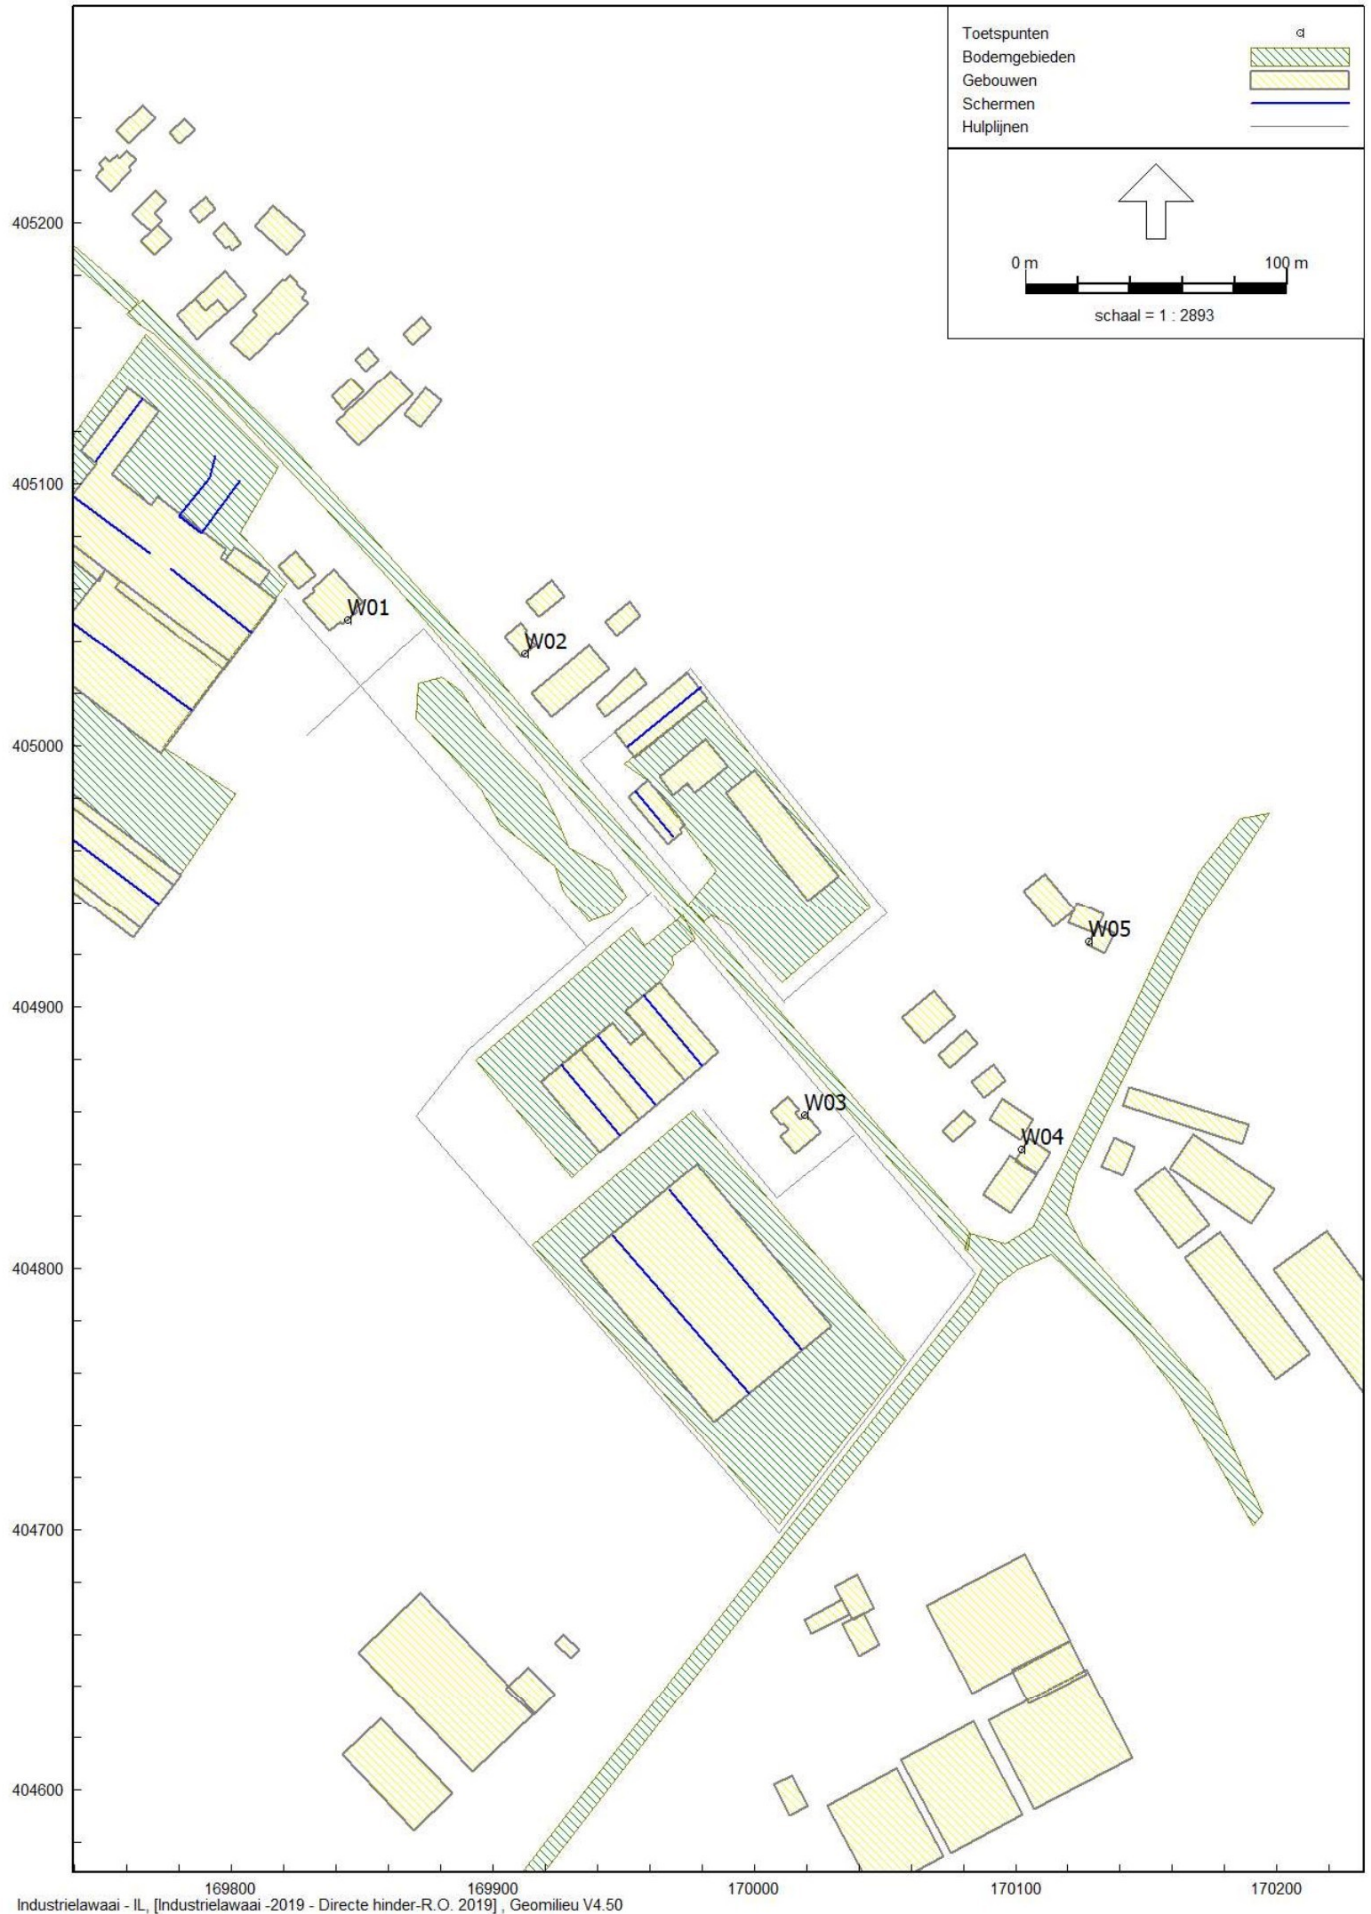 Toetspunten
Bodemgebieden
Gebouwen
Schermen
Hulplijnen
0 m 100 m
schaal = 1 : 2893
405200
405100
W01
W02
405000
W05
404900
W03
W04
404800
404700
404600
169800 169900 170000 170100 170200
Industrielawaai - IL, [Industrielawaai -2019 - Directe hinder-R.O. 2019] , Geomilieu V4.50